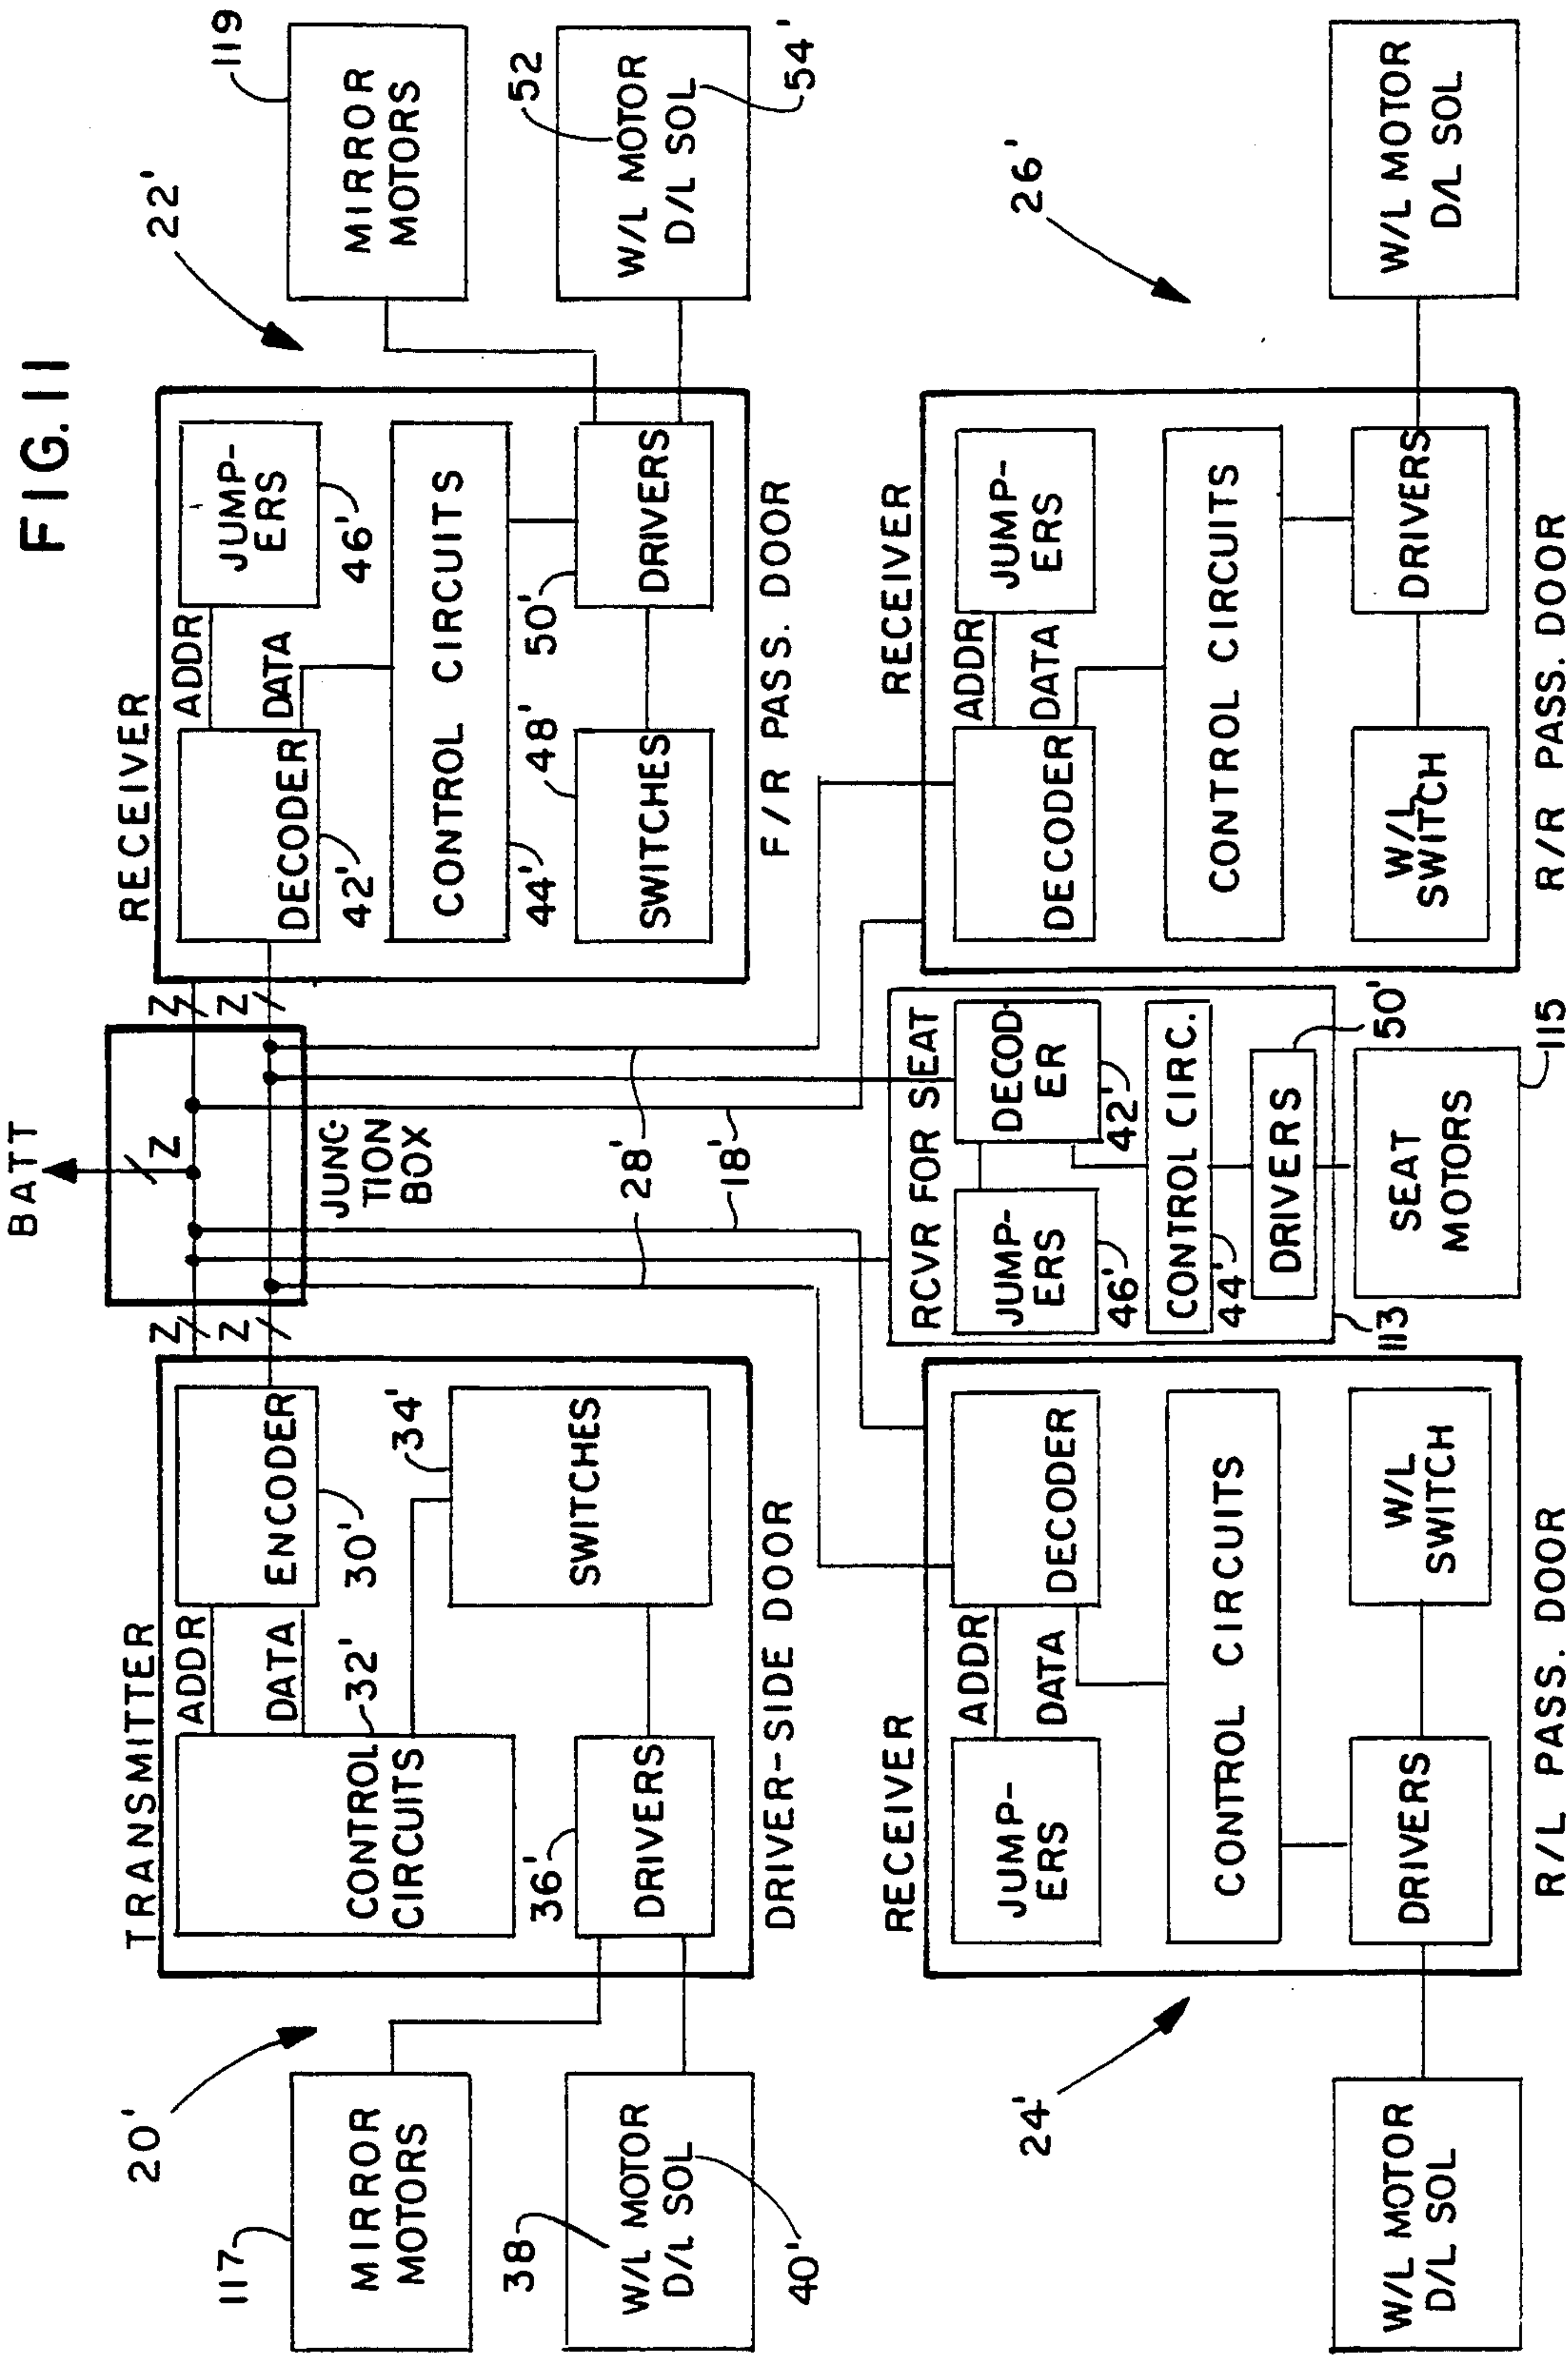 FIG. 11
BATT
TRANSMITTER
ADDR
DATA
ENCODER
30'
CONTROL
CIRCUITS
32'
SWITCHES
34'
DRIVERS
36'
DRIVER-SIDE DOOR
20'
117
MIRROR
MOTORS
38
W/L MOTOR
D/L SOL
40'
Z
Z
Z
JUNC-
TION
BOX
Z
Z
RECEIVER
DECODER
42'
ADDR
DATA
JUMP-
ERS
46'
CONTROL CIRCUITS
44'
SWITCHES
48'
DRIVERS
50'
F/R PASS. DOOR
22'
119
MIRROR
MOTORS
52
W/L MOTOR
D/L SOL
54'
28'
18'
RECEIVER
JUMP-
ERS
ADDR
DATA
DECODER
CONTROL CIRCUITS
DRIVERS
W/L
SWITCH
R/L PASS. DOOR
24'
W/L MOTOR
D/L SOL
RCVR FOR SEAT
JUMP-
ERS
46'
DECOD-
ER
42'
CONTROL CIRC.
44'
DRIVERS
50'
113
SEAT
MOTORS
115
RECEIVER
DECODER
ADDR
DATA
JUMP-
ERS
CONTROL CIRCUITS
W/L
SWITCH
DRIVERS
R/R PASS. DOOR
26'
W/L MOTOR
D/L SOL